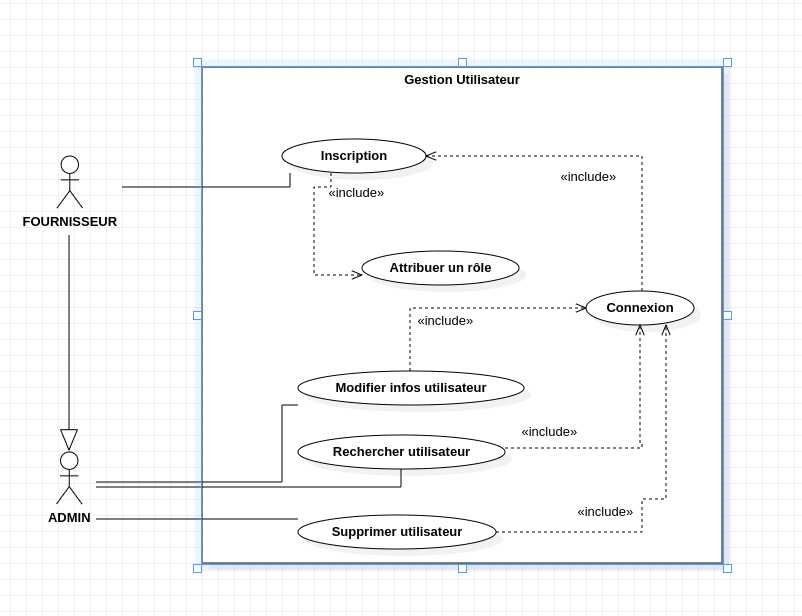 Gestion Utilisateur
Inscription
«include»
«include»
FOURNISSEUR
Attribuer un rôle
Connexion
«include»
Modifier infos utilisateur
«include»
Rechercher utilisateur
«include»
ADMIN
Supprimer utilisateur